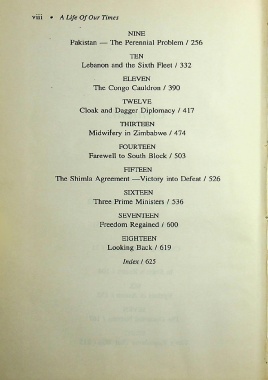 viii • A Life Of Our Times
NINE
Pakistan — The Perennial Problem / 256
TEN
Lebanon and the Sixth Fleet / 332
ELEVEN
The Congo Cauldron / 390
TWELVE
Cloak and Dagger Diplomacy / 417
THIRTEEN
Midwifery in Zimbabwe / 474
FOURTEEN
Farewell to South Block / 503
FIFTEEN
The Shimla Agreement —Victory into Defeat / 526
SIXTEEN
Three Prime Ministers / 536
SEVENTEEN
Freedom Regained / 600
EIGHTEEN
Looking Back / 619
Index / 625